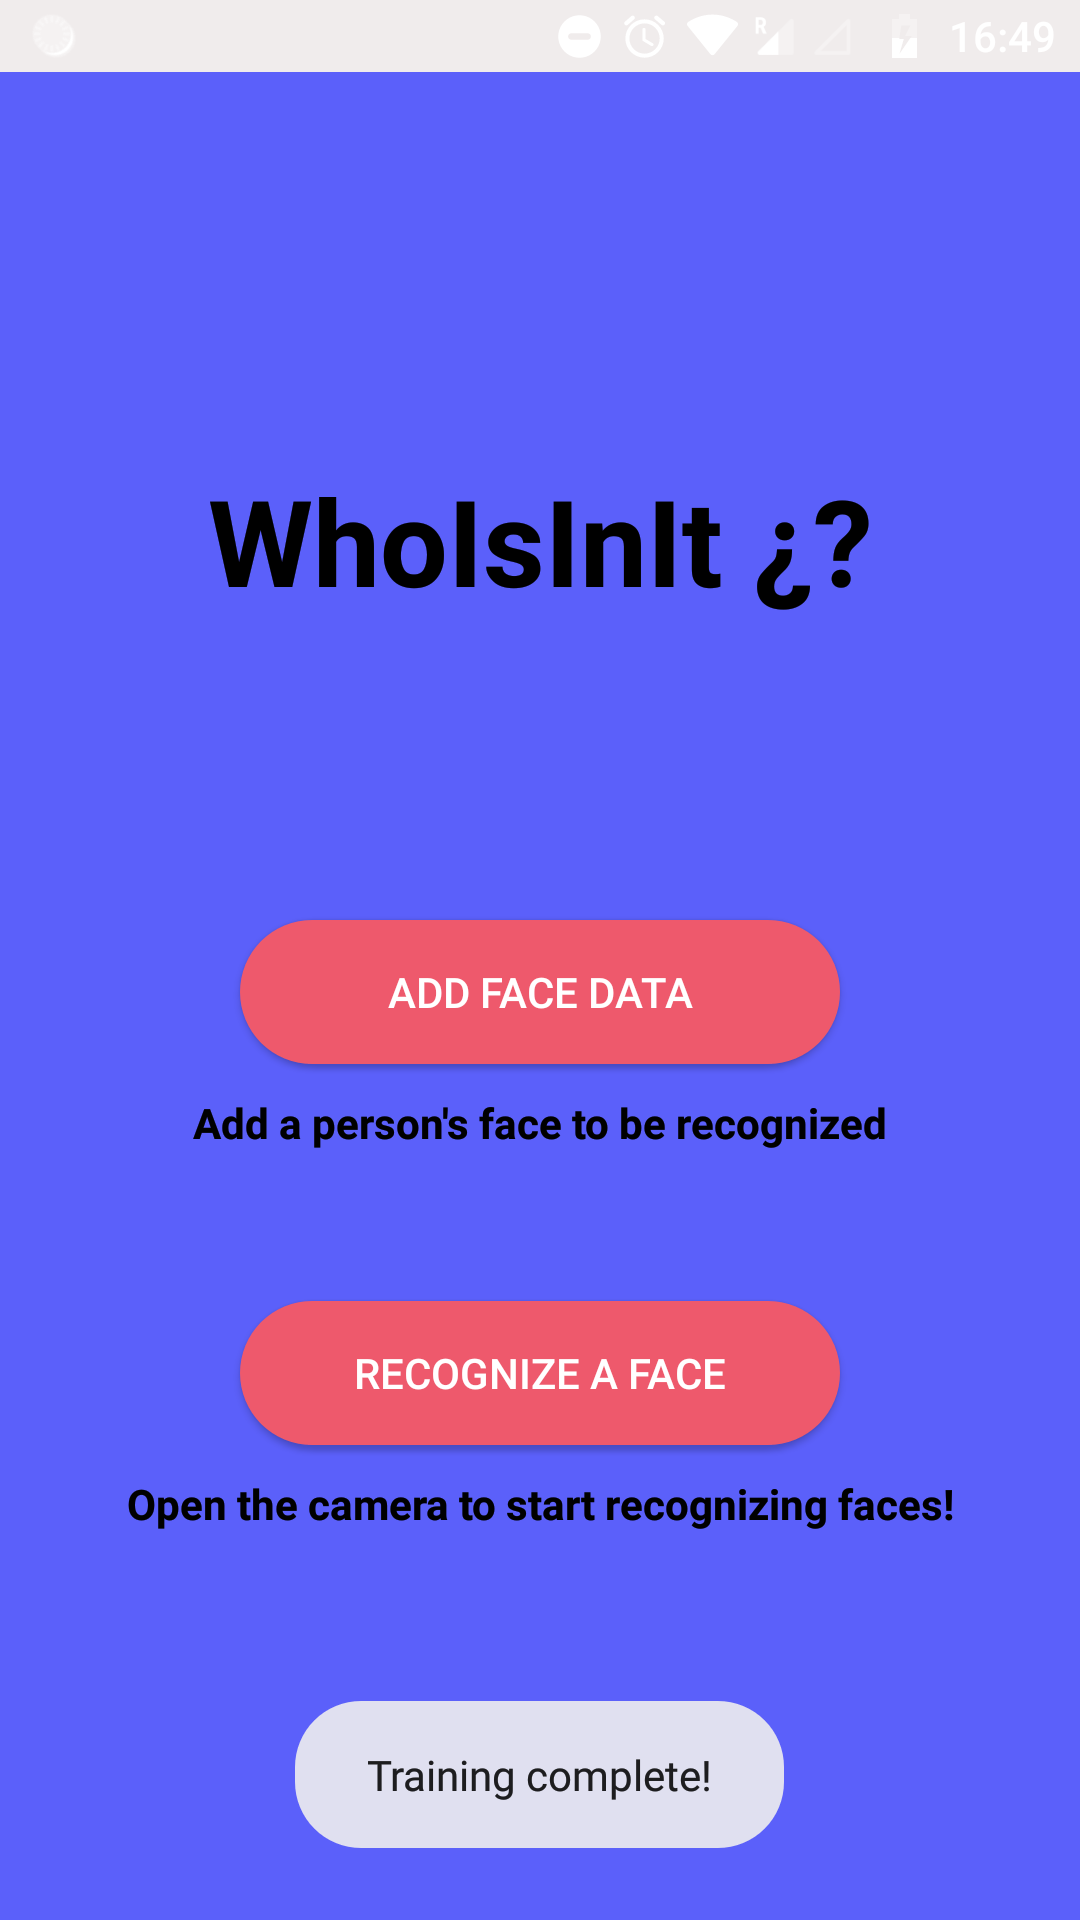 R
16:49
WhoIsInIt ¿?
ADD FACE DATA
Add a person's face to be recognized
RECOGNIZE A FACE
Open the camera to start recognizing faces!
Training complete!